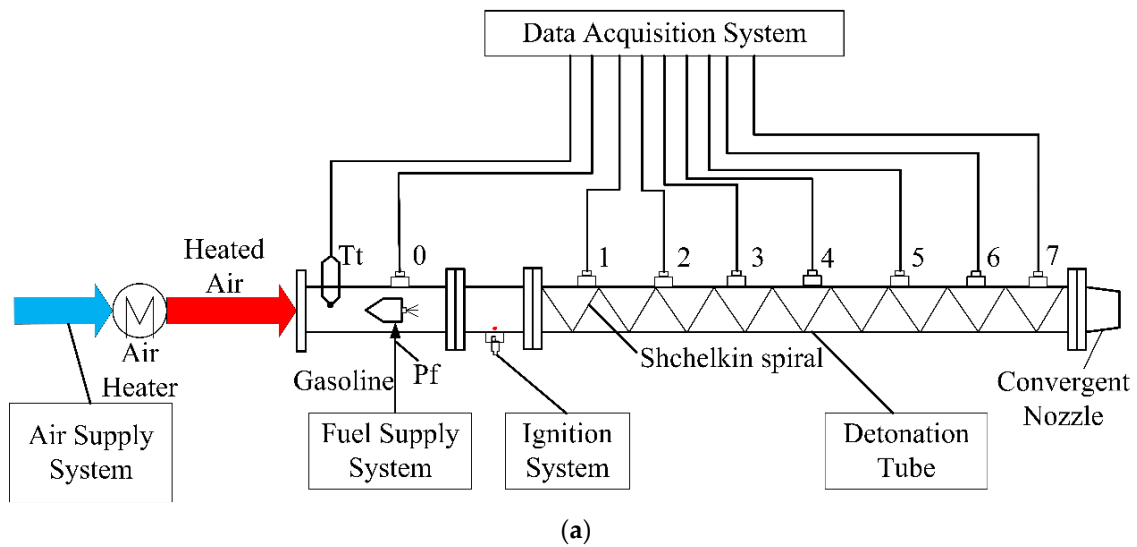 Data Acquisition System
Tt
0
1
2
3
4
5
6
7
Heated
Air
Air
Heater
Gasoline
Pf
Shchelkin spiral
Convergent
Nozzle
Air Supply
System
Fuel Supply
System
Ignition
System
Detonation
Tube
(a)